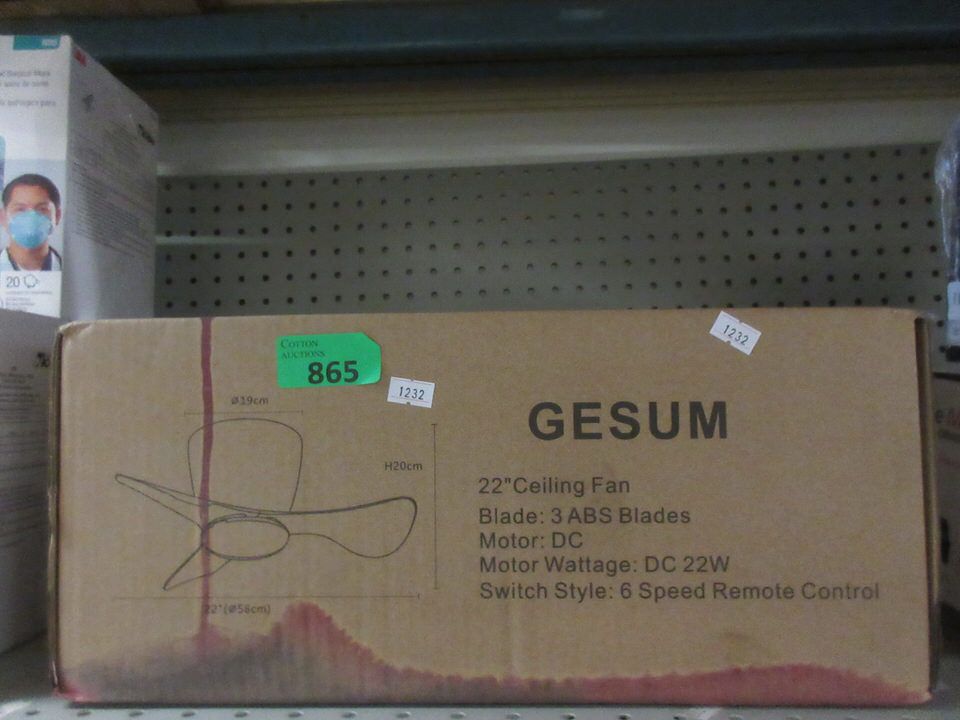 20
COTTON
AUCTIONS
865
1232
1232
Ø19cm
H20cm
22"(Ø58cm)
GESUM
22"Ceiling Fan
Blade: 3 ABS Blades
Motor: DC
Motor Wattage: DC 22W
Switch Style: 6 Speed Remote Control